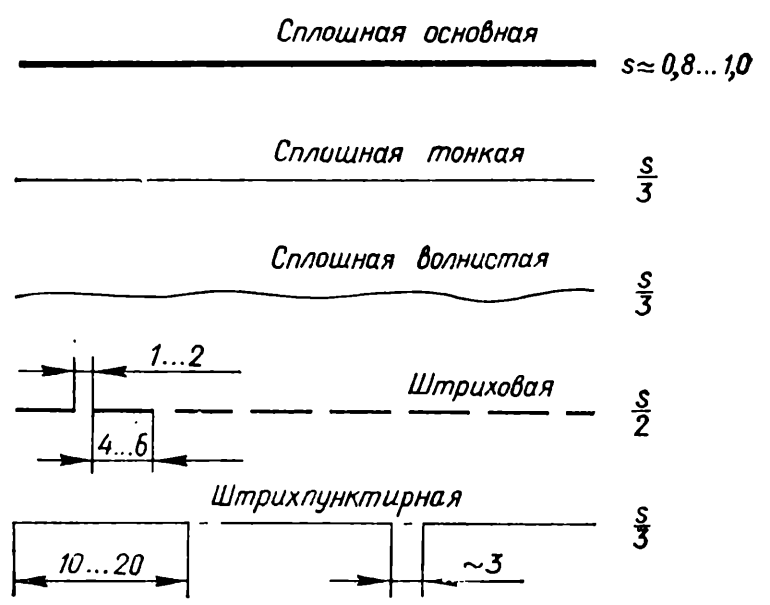 Сплошная основная
s≈0,8...1,0
Сплошная тонкая
s/3
Сплошная волнистая
s/3
1...2
Штриховая
s/2
4...6
Штрихпунктирная
s/3
10...20
~3